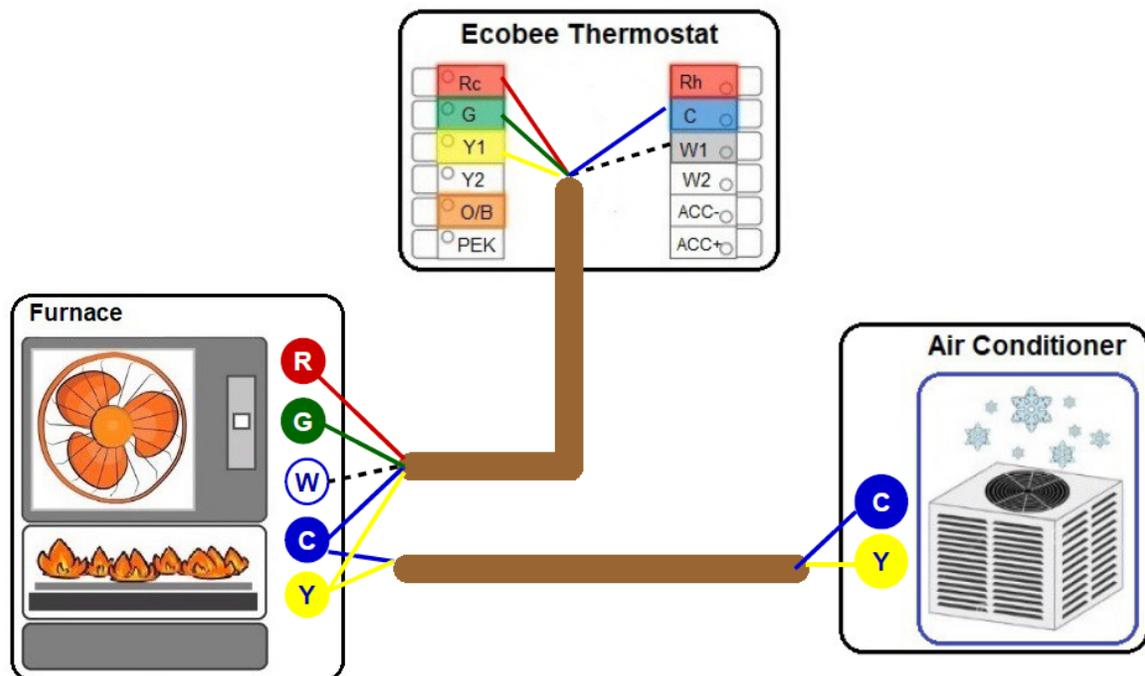 Ecobee Thermostat
Rc
G
Y1
Y2
O/B
PEK
Rh
C
W1
W2
ACC-
ACC+
Furnace
R
G
W
C
Y
Air Conditioner
C
Y